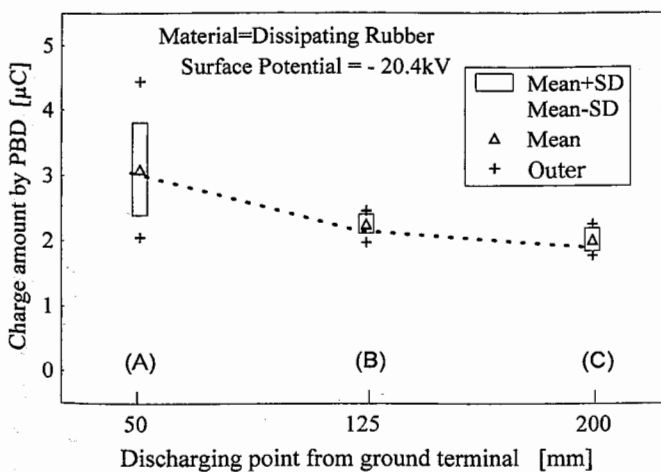 Material=Dissipating Rubber
Surface Potential = - 20.4kV
Mean+SD
Mean-SD
Mean
Outer
Charge amount by PBD [μC]
5
4
3
2
1
0
(A)
(B)
(C)
50
125
200
Discharging point from ground terminal [mm]